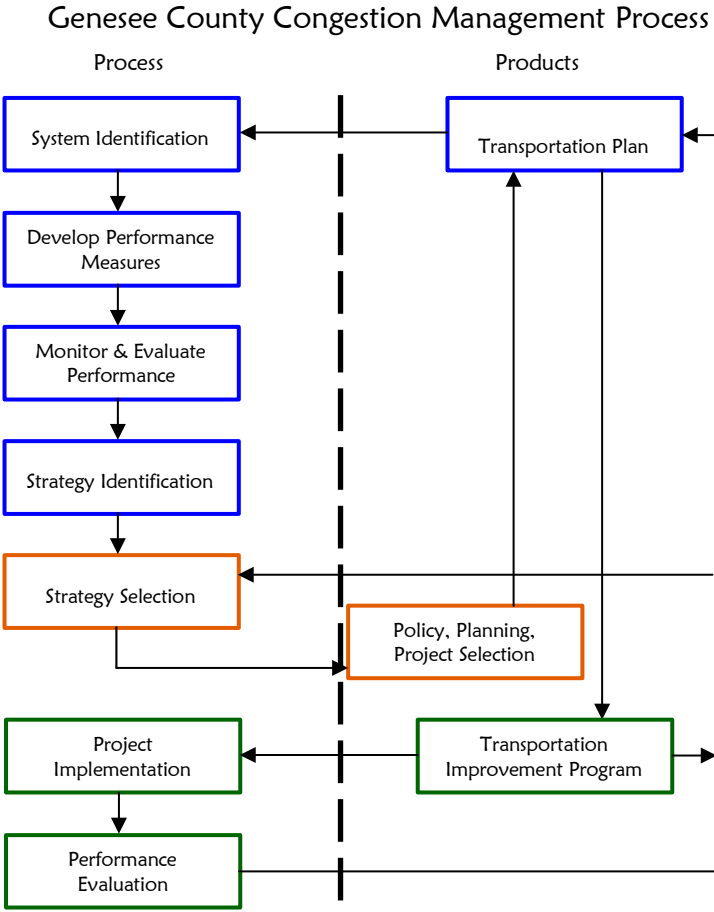 Genesee County Congestion Management Process
Process
Products
System Identification
Transportation Plan
Develop Performance
Measures
Monitor & Evaluate
Performance
Strategy Identification
Strategy Selection
Policy, Planning,
Project Selection
Project
Implementation
Transportation
Improvement Program
Performance
Evaluation